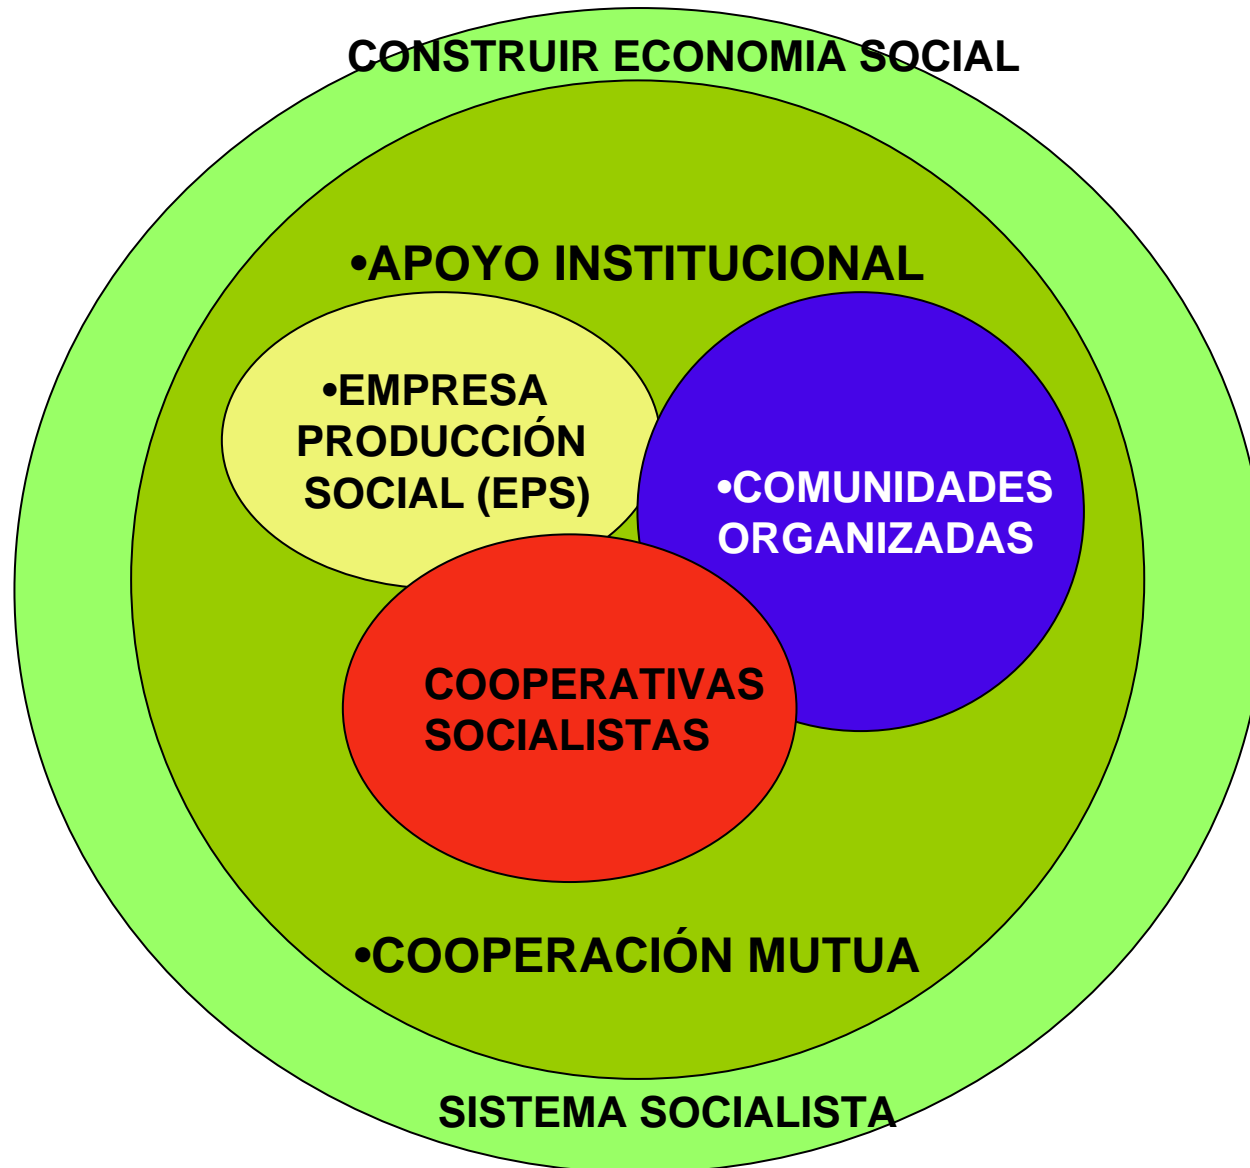 CONSTRUIR ECONOMIA SOCIAL
•APOYO INSTITUCIONAL
•EMPRESA
PRODUCCIÓN
SOCIAL (EPS)
•COMUNIDADES
ORGANIZADAS
COOPERATIVAS
SOCIALISTAS
•COOPERACIÓN MUTUA
SISTEMA SOCIALISTA